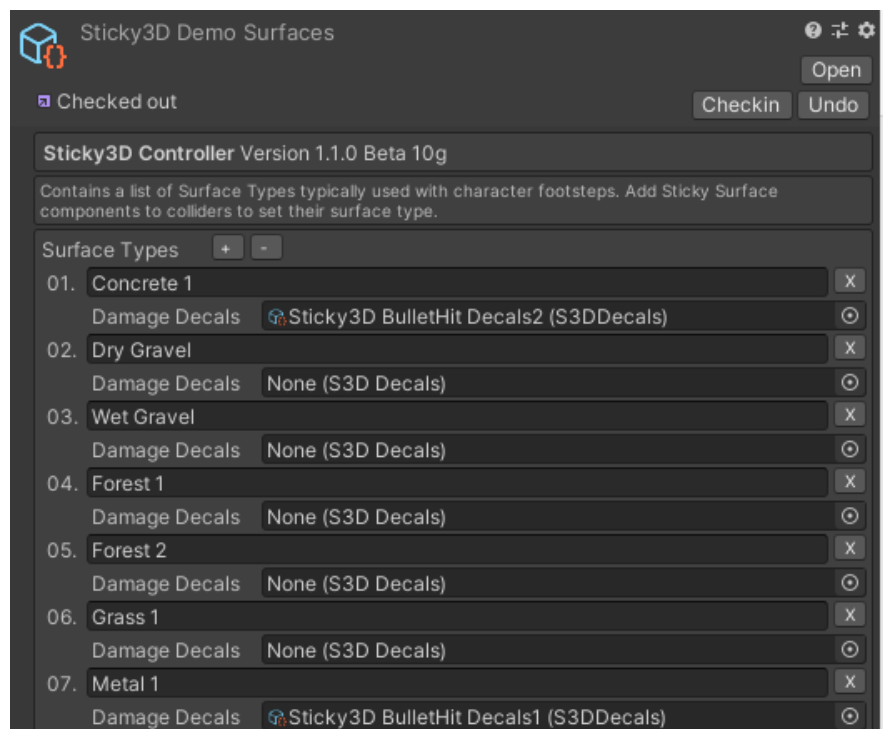 Sticky3D Demo Surfaces
Open
Checked out
Checkin Undo
Sticky3D Controller Version 1.1.0 Beta 10g
Contains a list of Surface Types typically used with character footsteps. Add Sticky Surface
components to colliders to set their surface type.
Surface Types + -
01. Concrete 1 X
Damage Decals Sticky3D BulletHit Decals2 (S3DDecals)
02. Dry Gravel X
Damage Decals None (S3D Decals)
03. Wet Gravel X
Damage Decals None (S3D Decals)
04. Forest 1 X
Damage Decals None (S3D Decals)
05. Forest 2 X
Damage Decals None (S3D Decals)
06. Grass 1 X
Damage Decals None (S3D Decals)
07. Metal 1 X
Damage Decals Sticky3D BulletHit Decals1 (S3DDecals)